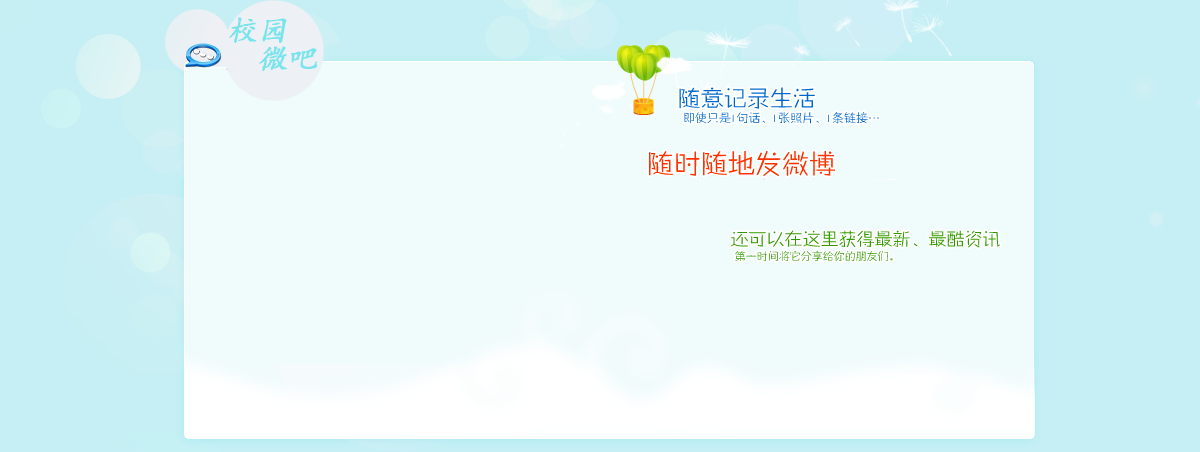 校园
微吧
随意记录生活
即使只是1句话、1张照片、1条链接…
随时随地发微博
还可以在这里获得最新、最酷资讯
第一时间将它分享给你的朋友们。